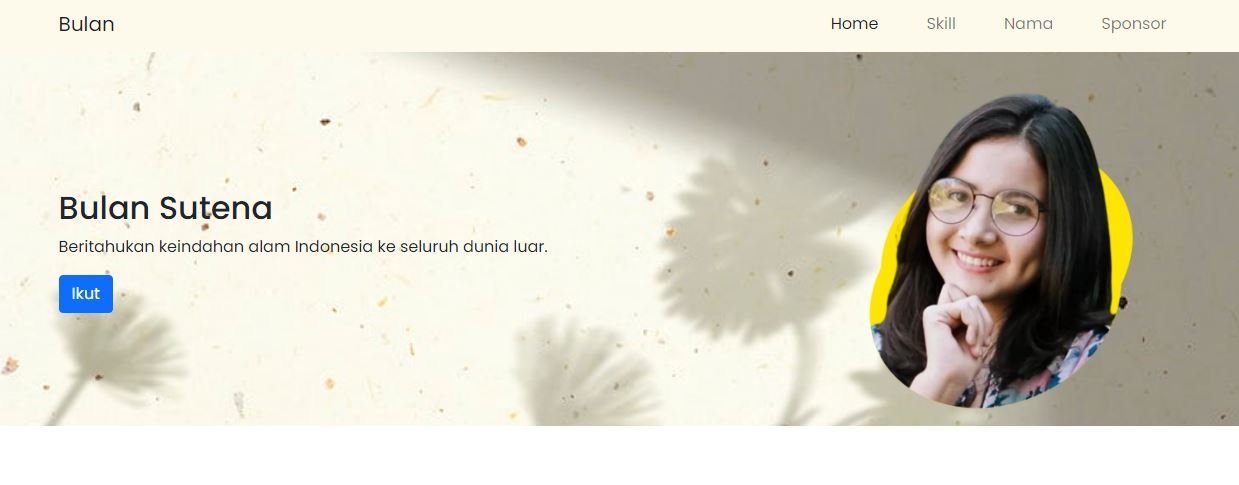 Bulan
Home Skill Nama Sponsor
Bulan Sutena
Beritahukan keindahan alam Indonesia ke seluruh dunia luar.
Ikut